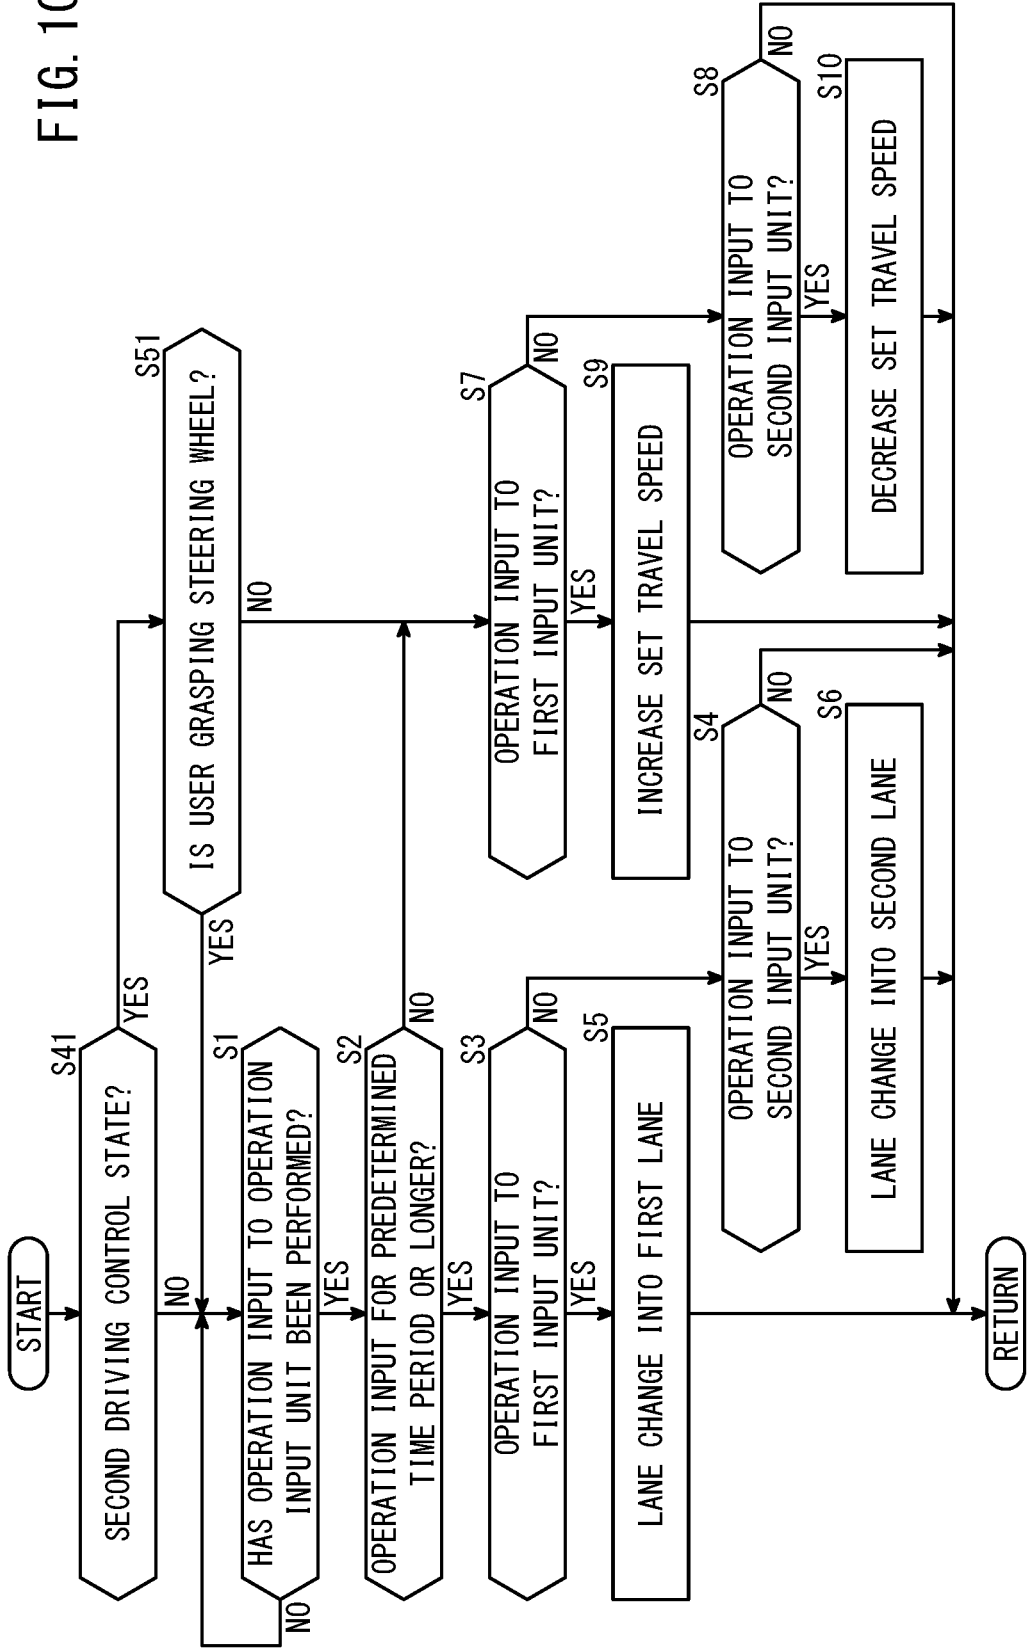 FIG. 10
START
S41
SECOND DRIVING CONTROL STATE?
YES
NO
S51
IS USER GRASPING STEERING WHEEL?
YES
NO
S1
HAS OPERATION INPUT TO OPERATION
INPUT UNIT BEEN PERFORMED?
NO
YES
S2
OPERATION INPUT FOR PREDETERMINED
TIME PERIOD OR LONGER?
NO
YES
S3
OPERATION INPUT TO
FIRST INPUT UNIT?
NO
YES
S7
OPERATION INPUT TO
FIRST INPUT UNIT?
NO
YES
S5
LANE CHANGE INTO FIRST LANE
S9
INCREASE SET TRAVEL SPEED
S4
OPERATION INPUT TO
SECOND INPUT UNIT?
NO
YES
S8
OPERATION INPUT TO
SECOND INPUT UNIT?
NO
YES
S6
LANE CHANGE INTO SECOND LANE
S10
DECREASE SET TRAVEL SPEED
RETURN